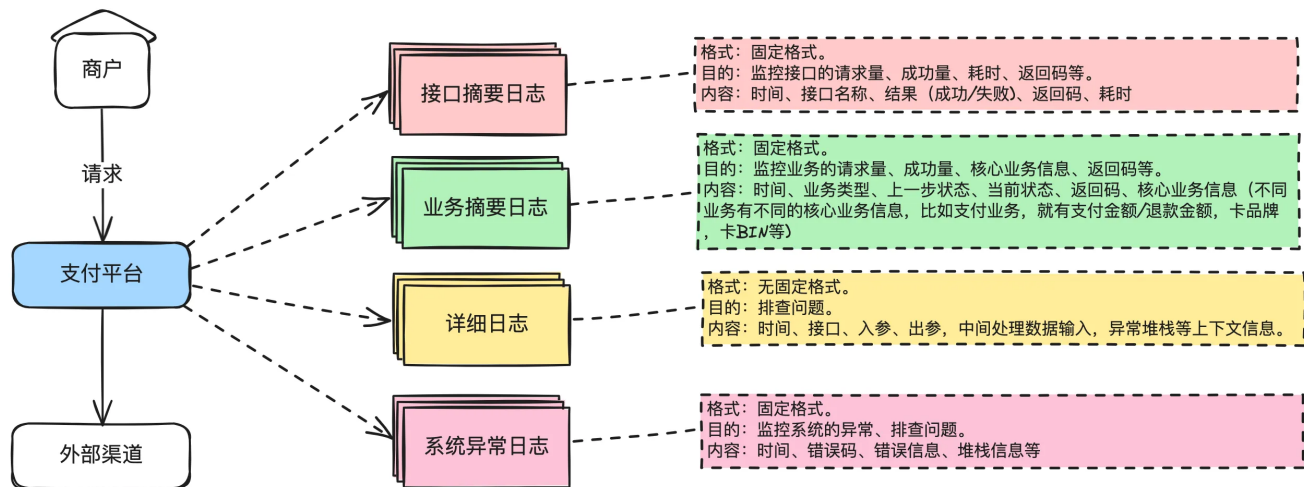 商户
请求
支付平台
外部渠道
接口摘要日志
格式：固定格式。
目的：监控接口的请求量、成功量、耗时、返回码等。
内容：时间、接口名称、结果（成功/失败）、返回码、耗时
业务摘要日志
格式：固定格式。
目的：监控业务的请求量、成功量、核心业务信息、返回码等。
内容：时间、业务类型、上一步状态、当前状态、返回码、核心业务信息（不同
业务有不同的核心业务信息，比如支付业务，就有支付金额/退款金额，卡品牌
，卡BIN等）
详细日志
格式：无固定格式。
目的：排查问题。
内容：时间、接口、入参、出参，中间处理数据输入，异常堆栈等上下文信息。
系统异常日志
格式：固定格式。
目的：监控系统的异常、排查问题。
内容：时间、错误码、错误信息、堆栈信息等